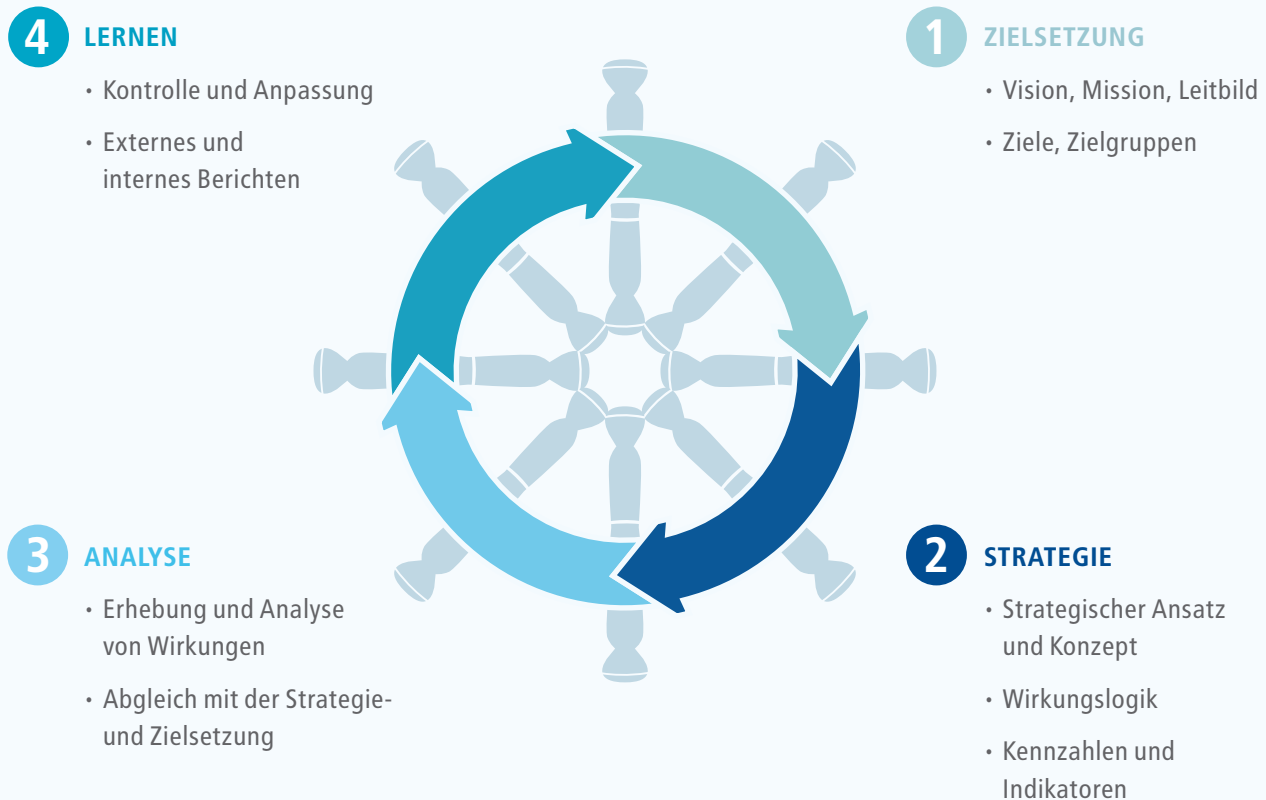 1
ZIELSETZUNG
· Vision, Mission, Leitbild
· Ziele, Zielgruppen
2
STRATEGIE
· Strategischer Ansatz
und Konzept
· Wirkungslogik
· Kennzahlen und
Indikatoren
3
ANALYSE
· Erhebung und Analyse
von Wirkungen
· Abgleich mit der Strategie-
und Zielsetzung
4
LERNEN
· Kontrolle und Anpassung
· Externes und
internes Berichten